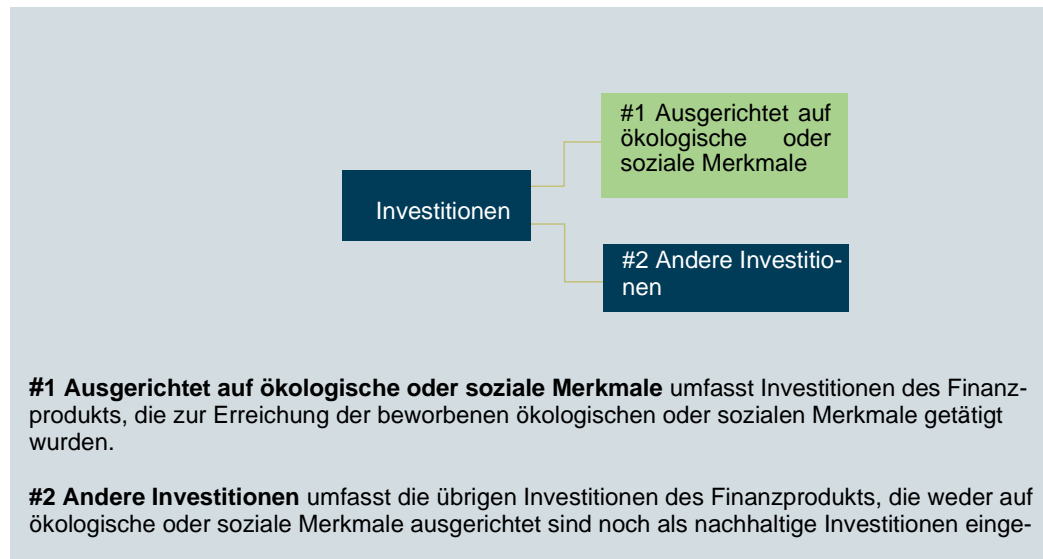 #1 Ausgerichtet auf
ökologische oder
soziale Merkmale
Investitionen
#2 Andere Investitio-
nen
#1 Ausgerichtet auf ökologische oder soziale Merkmale umfasst Investitionen des Finanz-
produkts, die zur Erreichung der beworbenen ökologischen oder sozialen Merkmale getätigt
wurden.
#2 Andere Investitionen umfasst die übrigen Investitionen des Finanzprodukts, die weder auf
ökologische oder soziale Merkmale ausgerichtet sind noch als nachhaltige Investitionen einge-